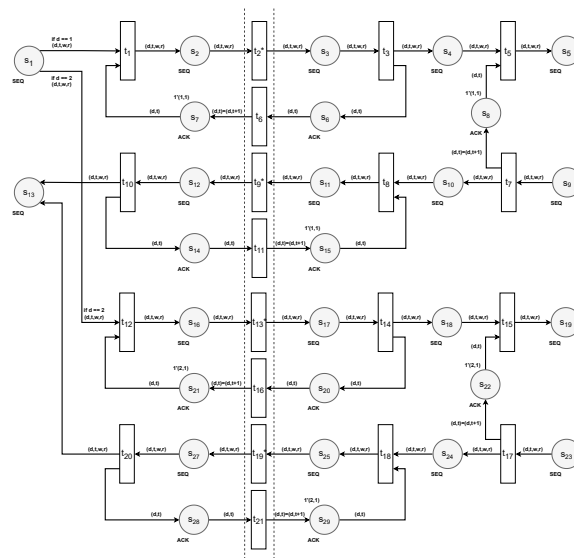 if d == 1
(d,t,w,r)
t1 (d,t,w,r) s2 (d,t,w,r) t2* (d,t,w,r) s3 (d,t,w,r) t3 (d,t,w,r) s4 (d,t,w,r) t5 (d,t,w,r) s5
s1
SEQ SEQ SEQ SEQ SEQ
if d == 2
(d,t,w,r)
(d,t)
1'(1,1) 1'(1,1)
(d,t) s7 (d,t)=(d,t+1) t6 (d,t) s6 (d,t) s8
ACK ACK ACK
(d,t)=(d,t+1)
s13 (d,t,w,r) t10 (d,t,w,r) s12 (d,t,w,r) t9* (d,t,w,r) s11 (d,t,w,r) t8 (d,t,w,r) s10 (d,t,w,r) t7 (d,t,w,r) s9
SEQ SEQ SEQ SEQ SEQ
1'(1,1)
(d,t) s14 (d,t) t11 (d,t)=(d,t+1) s15 (d,t)
ACK ACK
if d == 2
(d,t,w,r)
t12 (d,t,w,r) s16 (d,t,w,r) t13* (d,t,w,r) s17 (d,t,w,r) t14 (d,t,w,r) s18 (d,t,w,r) t15 (d,t,w,r) s19
SEQ SEQ SEQ SEQ
(d,t)
1'(2,1) 1'(2,1)
(d,t) s21 (d,t)=(d,t+1) t16 (d,t) s20 (d,t) s22
ACK ACK ACK
(d,t)=(d,t+1)
(d,t,w,r) t20 (d,t,w,r) s27 (d,t,w,r) t19* (d,t,w,r) s25 (d,t,w,r) t18 (d,t,w,r) s24 (d,t,w,r) t17 (d,t,w,r) s23
SEQ SEQ SEQ SEQ
1'(2,1)
(d,t) s28 (d,t) t21 (d,t)=(d,t+1) s29 (d,t)
ACK ACK